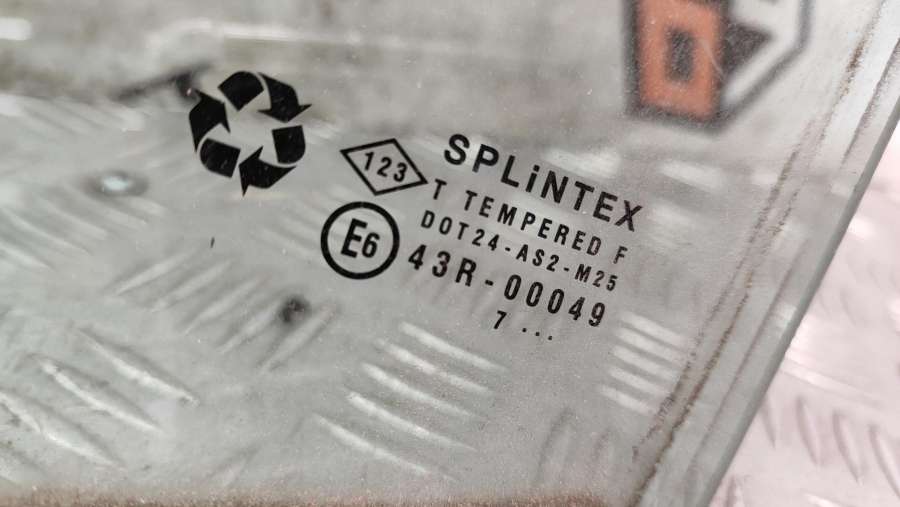 123
SPLiNTEX
T TEMPERED F
DOT24-AS2-M25
E6
43R-00049
7 ...